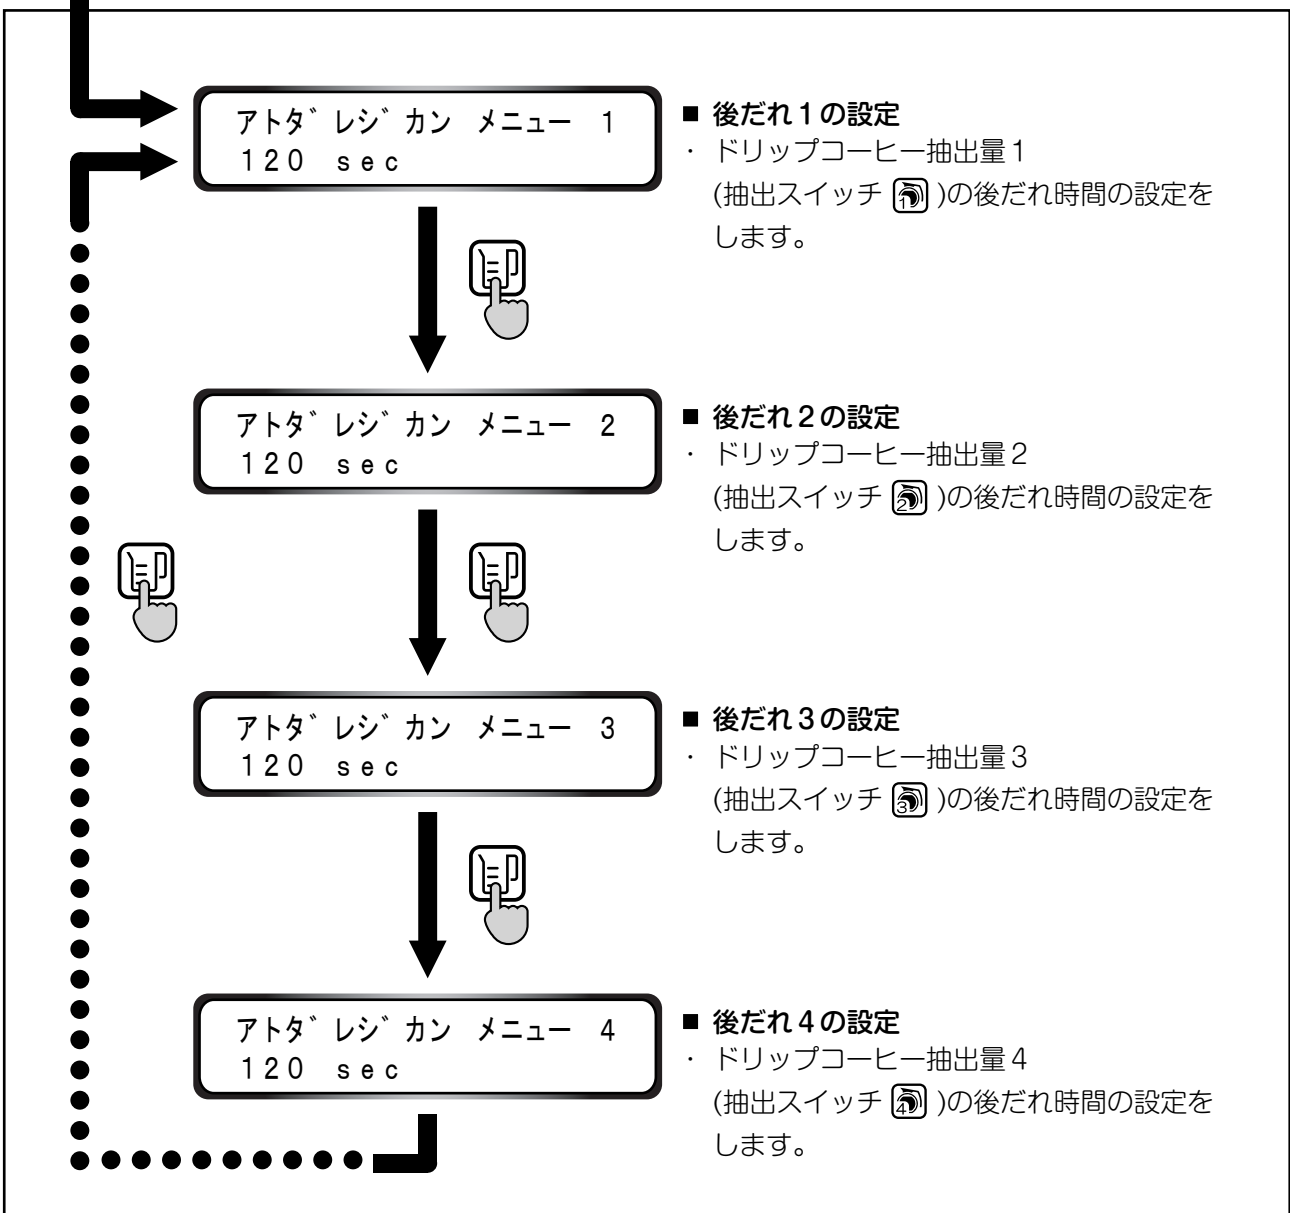 アトダレジカン メニュー 1
120 sec
■ 後だれ1の設定
・ ドリップコーヒー抽出量1
(抽出スイッチ 1 )の後だれ時間の設定を
します。
アトダレジカン メニュー 2
120 sec
■ 後だれ2の設定
・ ドリップコーヒー抽出量2
(抽出スイッチ 2 )の後だれ時間の設定を
します。
アトダレジカン メニュー 3
120 sec
■ 後だれ3の設定
・ ドリップコーヒー抽出量3
(抽出スイッチ 3 )の後だれ時間の設定を
します。
アトダレジカン メニュー 4
120 sec
■ 後だれ4の設定
・ ドリップコーヒー抽出量4
(抽出スイッチ 4 )の後だれ時間の設定を
します。